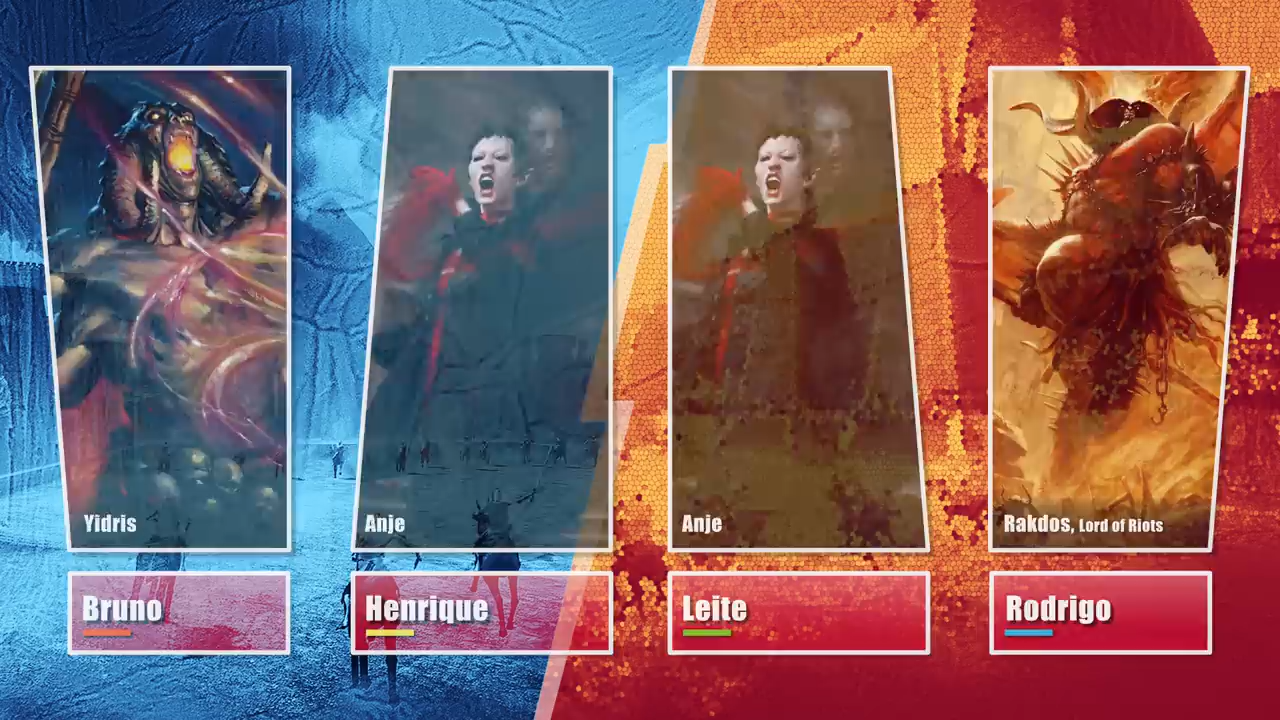 Yidris
Anje
Anje
Rakdos, Lord of Riots
Bruno
Henrique
Leite
Rodrigo